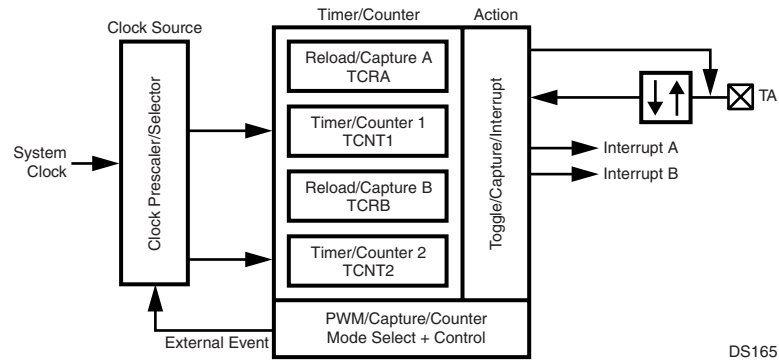 Timer/Counter
Action
Clock Source
Reload/Capture A
TCRA
Timer/Counter 1
TCNT1
Reload/Capture B
TCRB
Timer/Counter 2
TCNT2
System
Clock
Clock Prescaler/Selector
Toggle/Capture/Interrupt
TA
Interrupt A
Interrupt B
PWM/Capture/Counter
Mode Select + Control
External Event
DS165